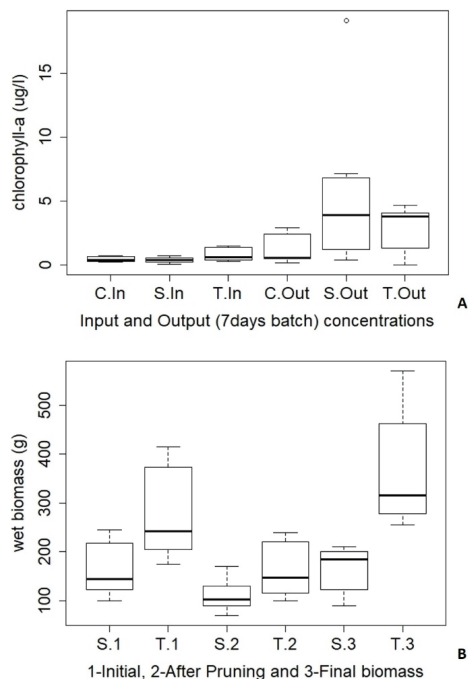 chlorophyll-a (ug/l)
15
10
5
0
C.In S.In T.In C.Out S.Out T.Out
Input and Output (7days batch) concentrations
A
wet biomass (g)
500
400
300
200
100
S.1 T.1 S.2 T.2 S.3 T.3
1-Initial, 2-After Pruning and 3-Final biomass
B